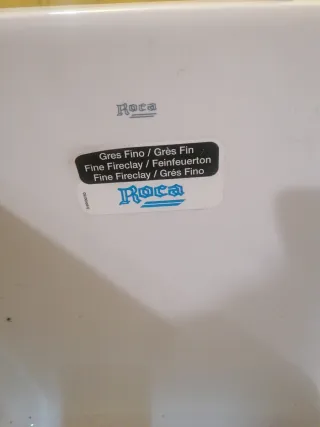 Roca
Gres Fino / Grès Fin
Fine Fireclay / Feinfeuerton
Fine Fireclay / Grés Fino
Roca